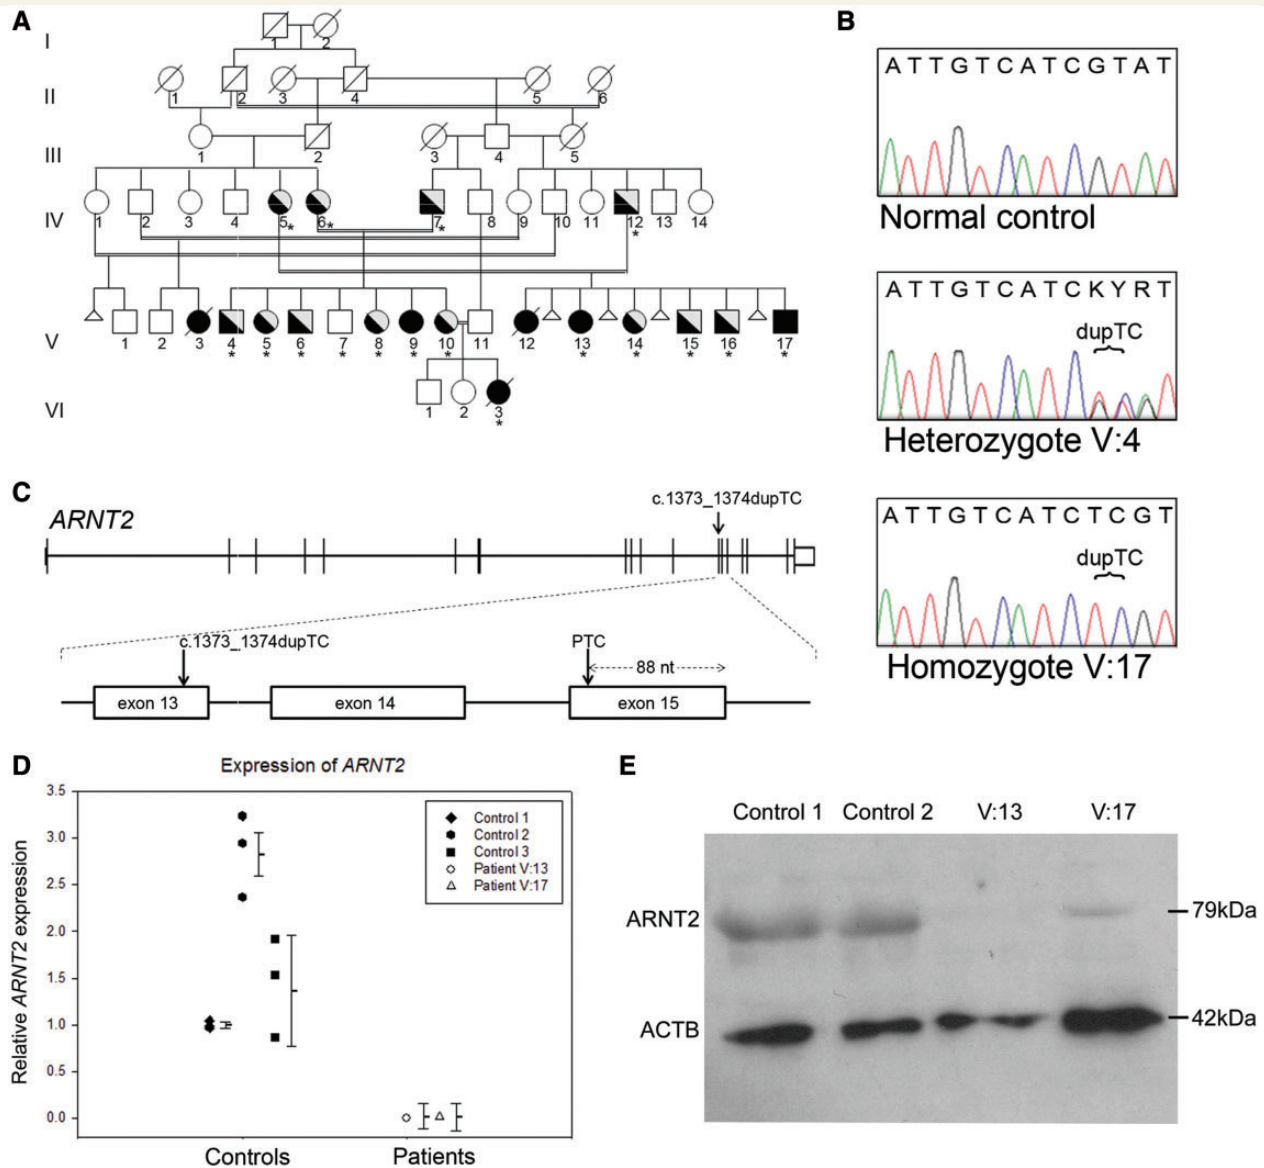 A
I
1 2
1 2 3 4 5 6
II
1 2 3 4 5
III
1 2 3 4 5* 6* 7* 8 9 10 11 12* 13 14
IV
1 2 3 4* 5* 6* 7* 8* 9* 10* 11 12 13* 14* 15* 16* 17*
V
1 2 3*
VI
B
ATTGTCATCGTAT
Normal control
ATTGTCATCKYRT
dupTC
Heterozygote V:4
ATTGTCATCTCGT
dupTC
Homozygote V:17
C
ARNT2
c.1373_1374dupTC
c.1373_1374dupTC
PTC
88 nt
exon 13
exon 14
exon 15
D
Expression of ARNT2
Relative ARNT2 expression
3.5
3.0
2.5
2.0
1.5
1.0
0.5
0.0
Control 1
Control 2
Control 3
Patient V:13
Patient V:17
Controls
Patients
E
Control 1 Control 2 V:13 V:17
ARNT2
79kDa
ACTB
42kDa